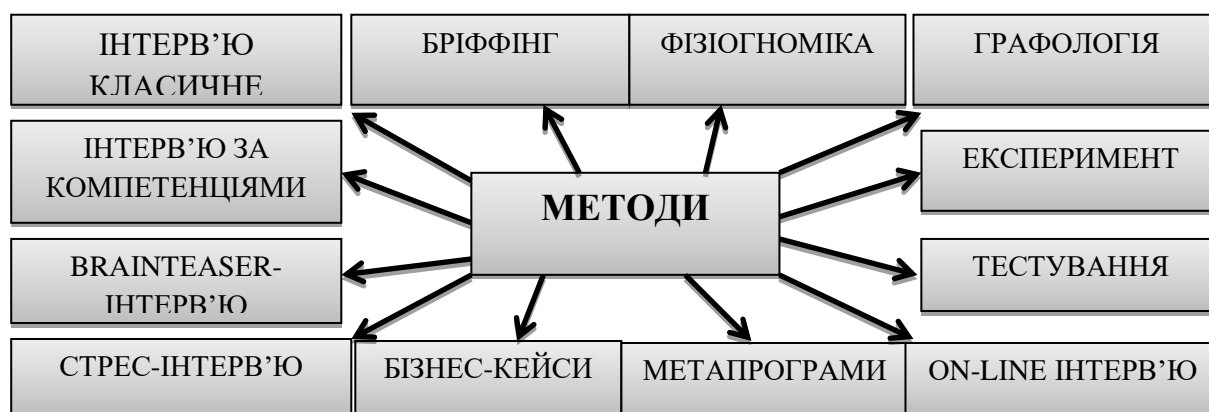 ІНТЕРВ’Ю
КЛАСИЧНЕ
БРІФФІНГ
ФІЗІОГНОМІКА
ГРАФОЛОГІЯ
ІНТЕРВ’Ю ЗА
КОМПЕТЕНЦІЯМИ
ЕКСПЕРИМЕНТ
МЕТОДИ
BRAINTEASER-
ІНТЕРВ’Ю
ТЕСТУВАННЯ
СТРЕС-ІНТЕРВ’Ю
БІЗНЕС-КЕЙСИ
МЕТАПРОГРАМИ
ON-LINE ІНТЕРВ’Ю